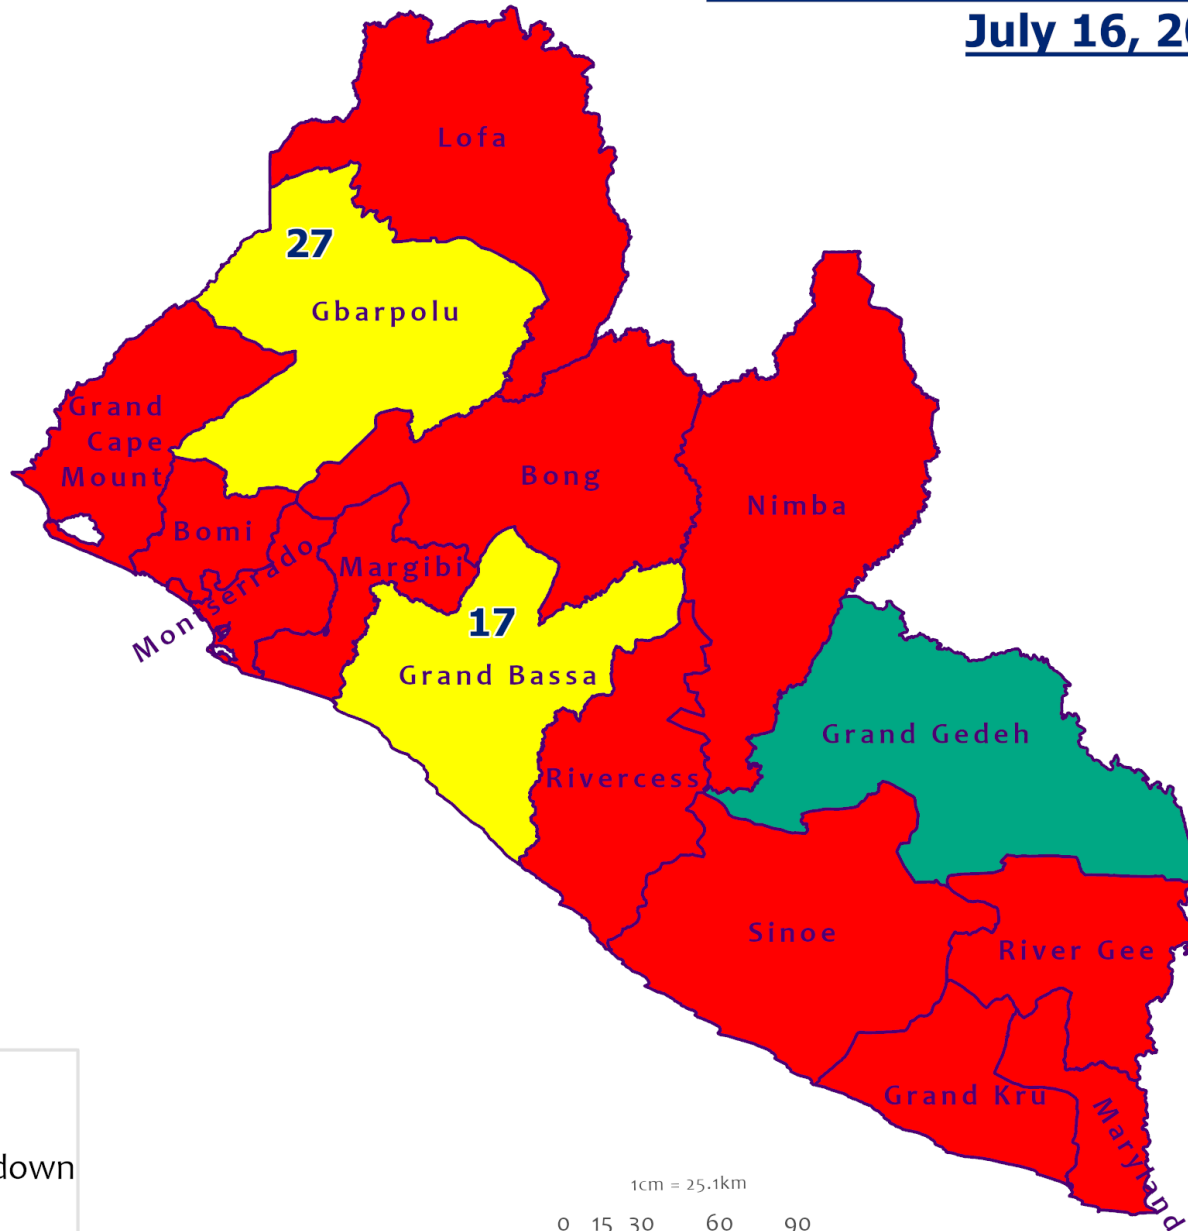 July 16, 20
Lofa
27
Gbarpolu
Grand
Cape
Mount
Bong
Nimba
Bomi
Montserrado
Margibi
17
Grand Bassa
Grand Gedeh
Rivercess
Sinoe
River Gee
Grand Kru
Maryland
down
1cm = 25.1km
0 15 30 60 90